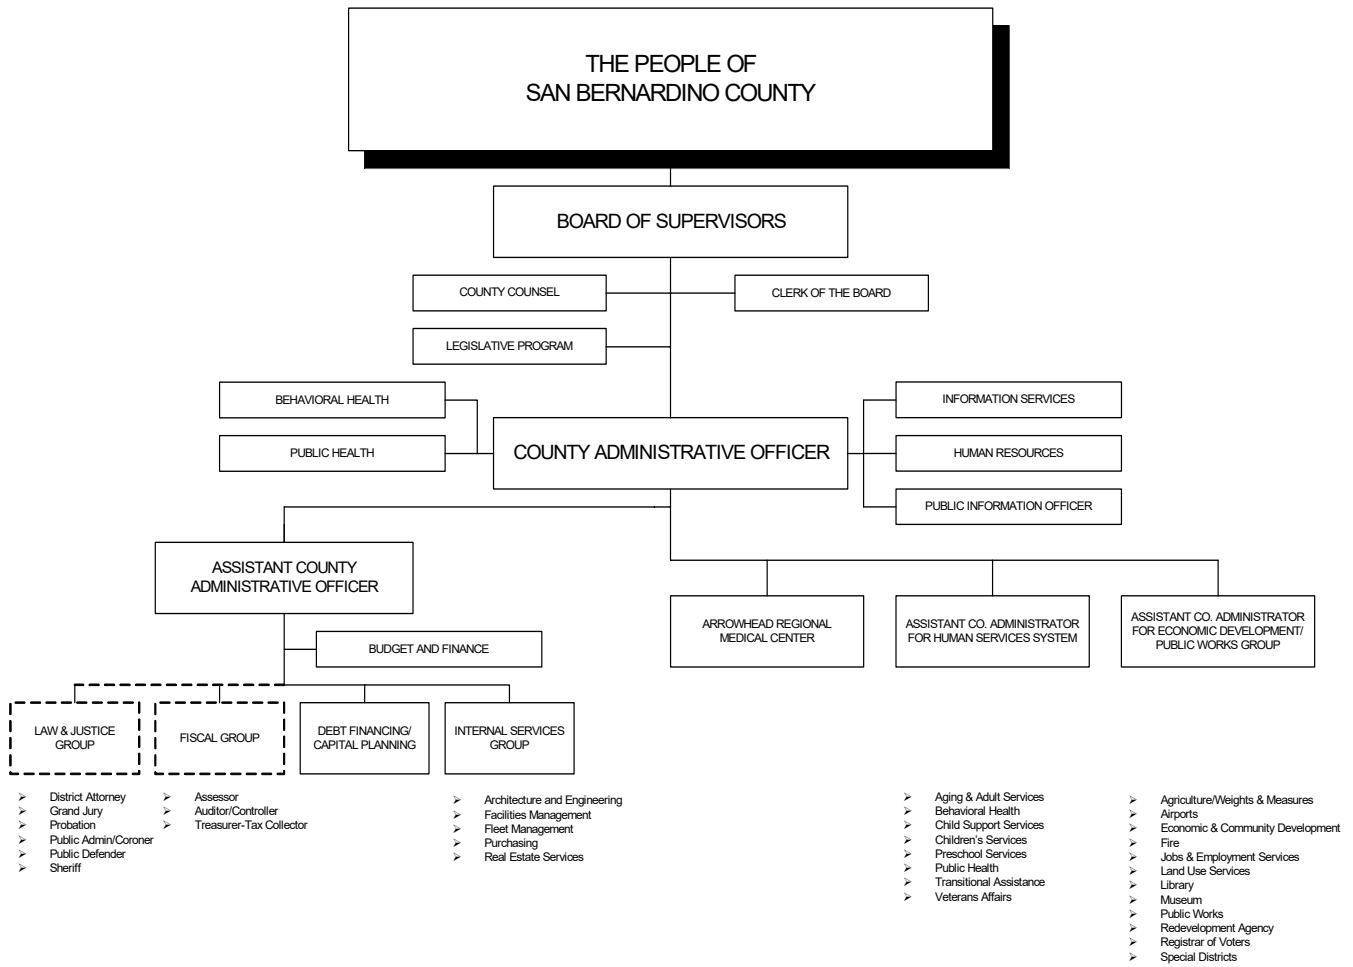 THE PEOPLE OF
SAN BERNARDINO COUNTY
BOARD OF SUPERVISORS
COUNTY COUNSEL
CLERK OF THE BOARD
LEGISLATIVE PROGRAM
BEHAVIORAL HEALTH
INFORMATION SERVICES
PUBLIC HEALTH
COUNTY ADMINISTRATIVE OFFICER
HUMAN RESOURCES
PUBLIC INFORMATION OFFICER
ASSISTANT COUNTY
ADMINISTRATIVE OFFICER
ARROWHEAD REGIONAL
MEDICAL CENTER
ASSISTANT CO. ADMINISTRATOR
FOR HUMAN SERVICES SYSTEM
ASSISTANT CO. ADMINISTRATOR
FOR ECONOMIC DEVELOPMENT/
PUBLIC WORKS GROUP
BUDGET AND FINANCE
LAW & JUSTICE
GROUP
FISCAL GROUP
DEBT FINANCING/
CAPITAL PLANNING
INTERNAL SERVICES
GROUP
➢ District Attorney
➢ Grand Jury
➢ Probation
➢ Public Admin/Coroner
➢ Public Defender
➢ Sheriff
➢ Assessor
➢ Auditor/Controller
➢ Treasurer-Tax Collector
➢ Architecture and Engineering
➢ Facilities Management
➢ Fleet Management
➢ Purchasing
➢ Real Estate Services
➢ Aging & Adult Services
➢ Behavioral Health
➢ Child Support Services
➢ Children's Services
➢ Preschool Services
➢ Public Health
➢ Transitional Assistance
➢ Veterans Affairs
➢ Agriculture/Weights & Measures
➢ Airports
➢ Economic & Community Development
➢ Fire
➢ Jobs & Employment Services
➢ Land Use Services
➢ Library
➢ Museum
➢ Public Works
➢ Redevelopment Agency
➢ Registrar of Voters
➢ Special Districts